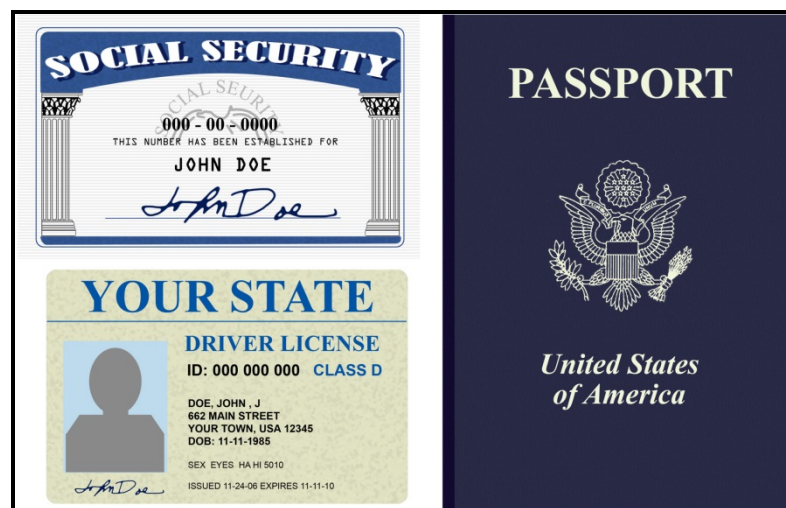 SOCIAL SECURITY
SOCIAL SECURITY
000 - 00 - 0000
THIS NUMBER HAS BEEN ESTABLISHED FOR
JOHN DOE
John Doe
YOUR STATE
DRIVER LICENSE
ID: 000 000 000 CLASS D
DOE, JOHN , J
662 MAIN STREET
YOUR TOWN, USA 12345
DOB: 11-11-1985
SEX EYES HA HI 5010
ISSUED 11-24-06 EXPIRES 11-11-10
John Doe
PASSPORT
United States
of America